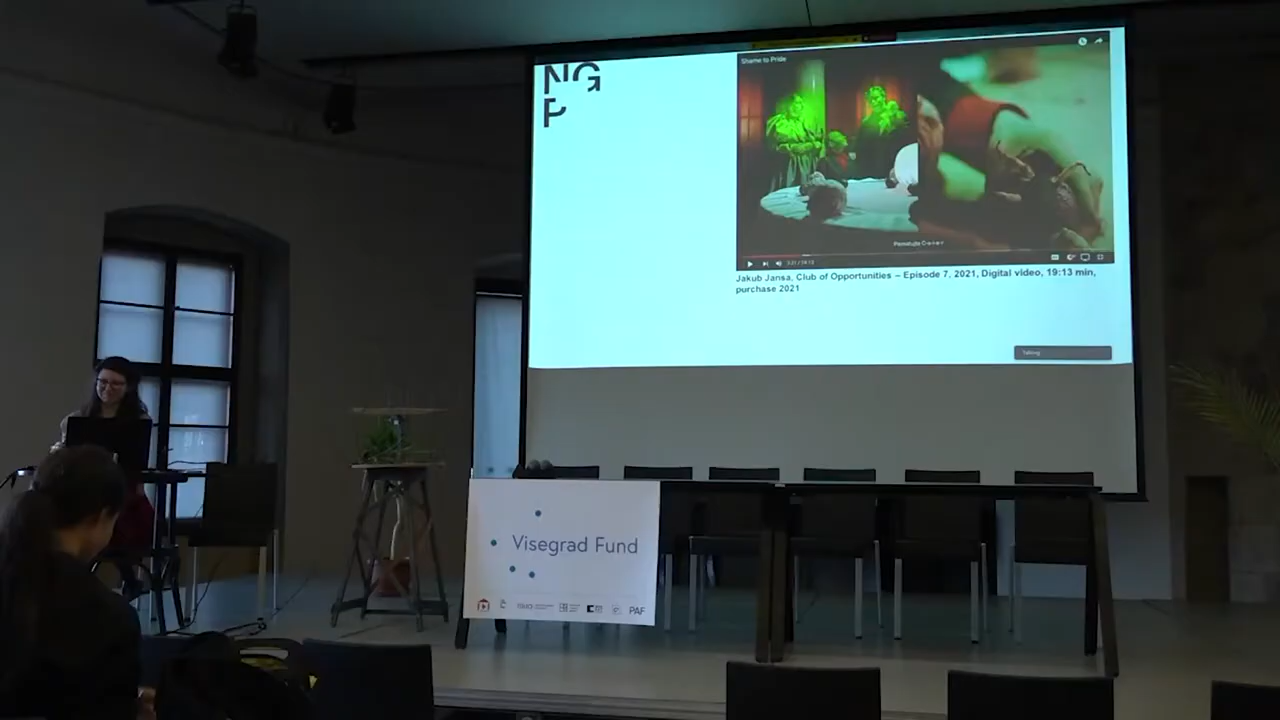 NG
P
Shame to Pride
Jakub Jansa, Club of Opportunities – Episode 7, 2021, Digital video, 19:13 min,
purchase 2021
Talking
Visegrad Fund
PAF